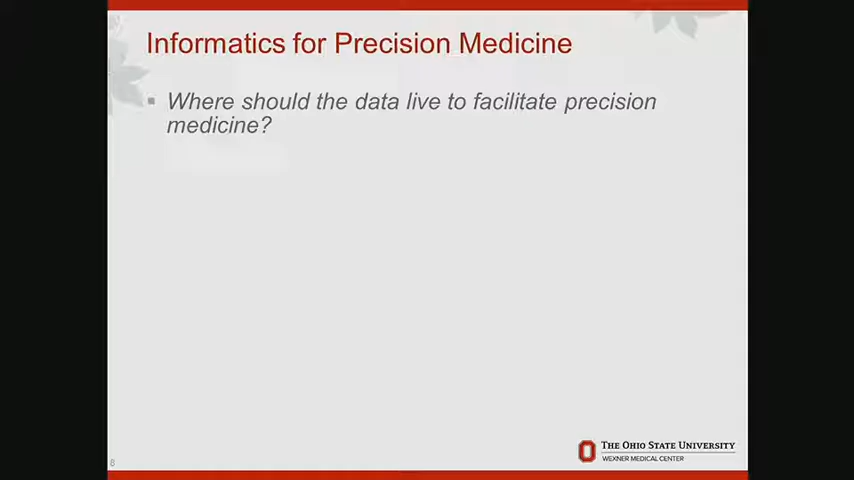 Informatics for Precision Medicine
Where should the data live to facilitate precision
medicine?
THE OHIO STATE UNIVERSITY
WEXNER MEDICAL CENTER
8